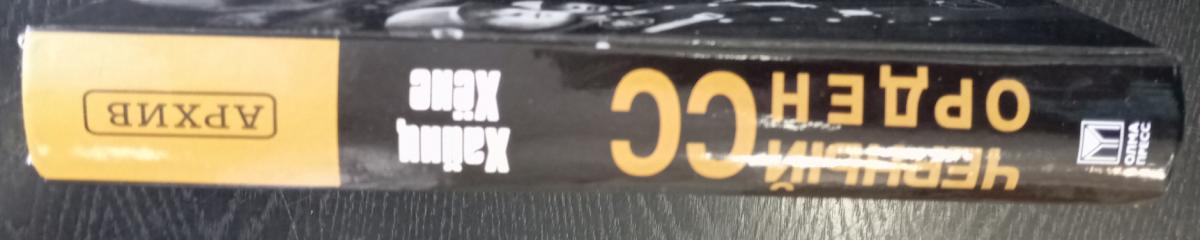 АРХИВ
Хайнц
Хёне
ЧЕРНЫЙ
ОРДЕН
СС
ОЛМА
ПРЕСС